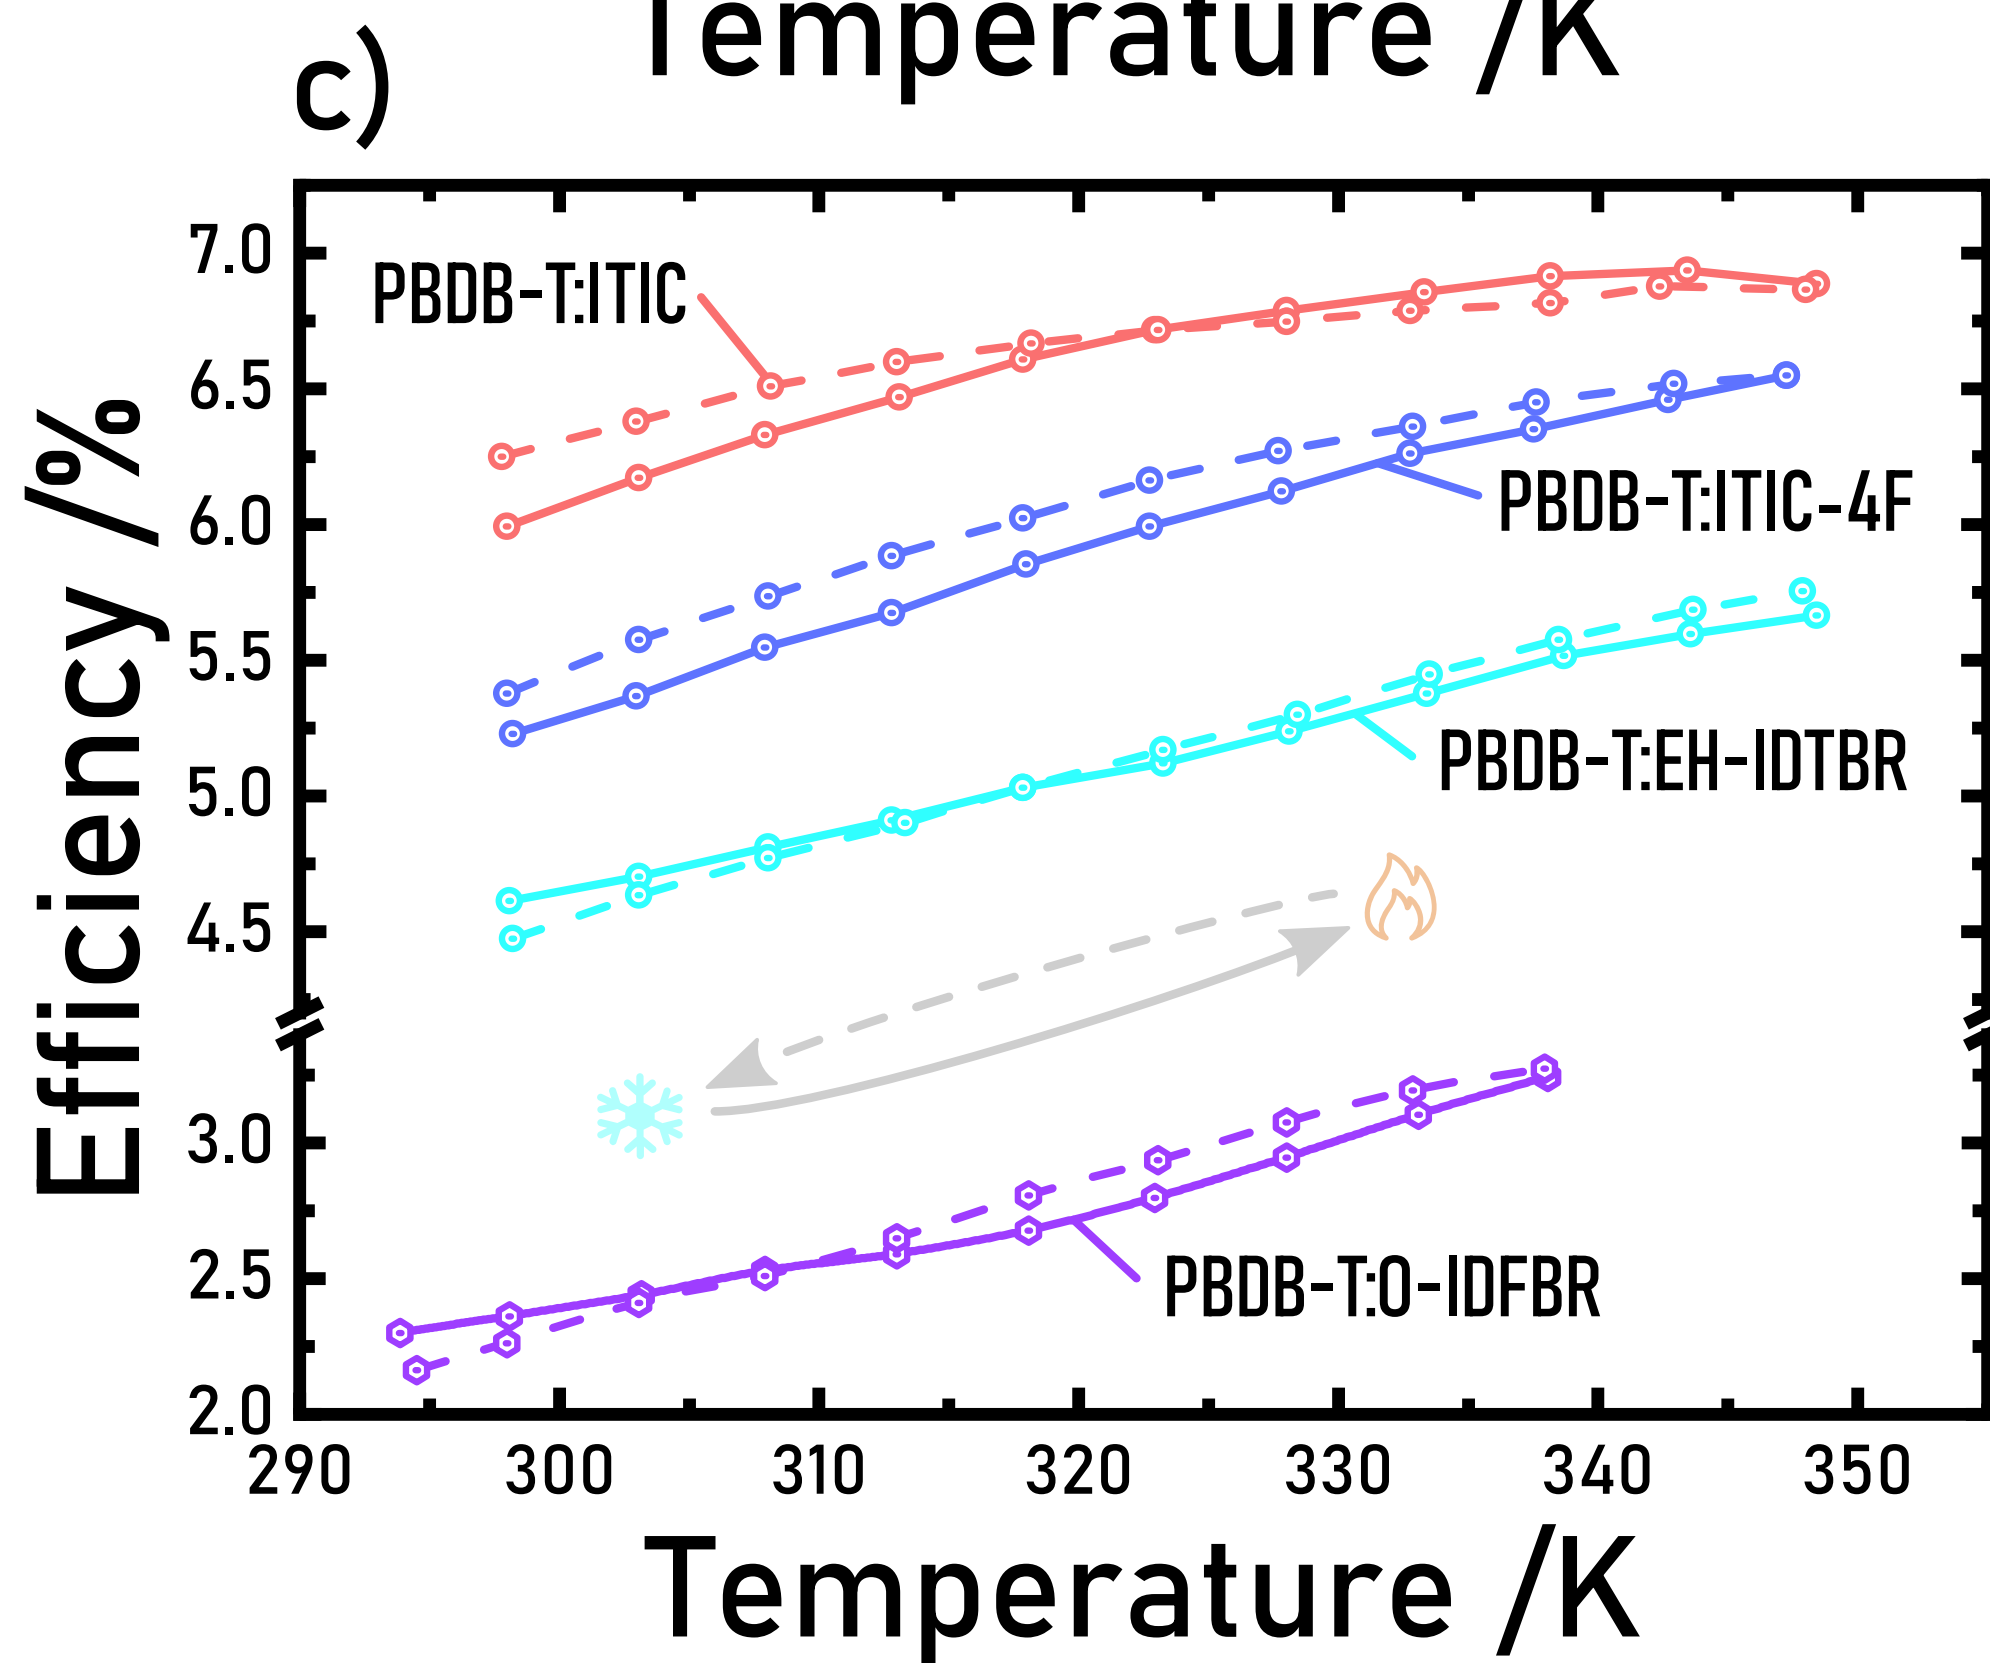 Temperature /K
c)
7.0
PBDB-T:ITIC
6.5
PBDB-T:ITIC-4F
6.0
5.5
PBDB-T:EH-IDTBR
5.0
4.5
3.0
2.5
PBDB-T:O-IDFBR
2.0
Efficiency /%
290 300 310 320 330 340 350
Temperature /K